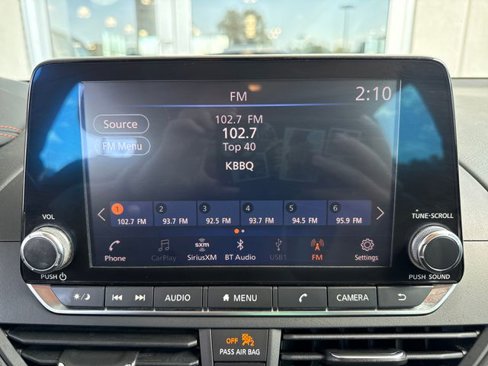 FM 2:10
Source 102.7 FM
102.7
FM Menu Top 40
KBBQ
1 2 3 4 5 6
102.7 FM 93.7 FM 92.5 FM 93.7 FM 94.5 FM 95.9 FM
VOL TUNE·SCROLL
sxm
Phone CarPlay SiriusXM BT Audio USB1 FM Settings
PUSH PUSH SOUND
AUDIO MENU CAMERA
OFF
PASS AIR BAG